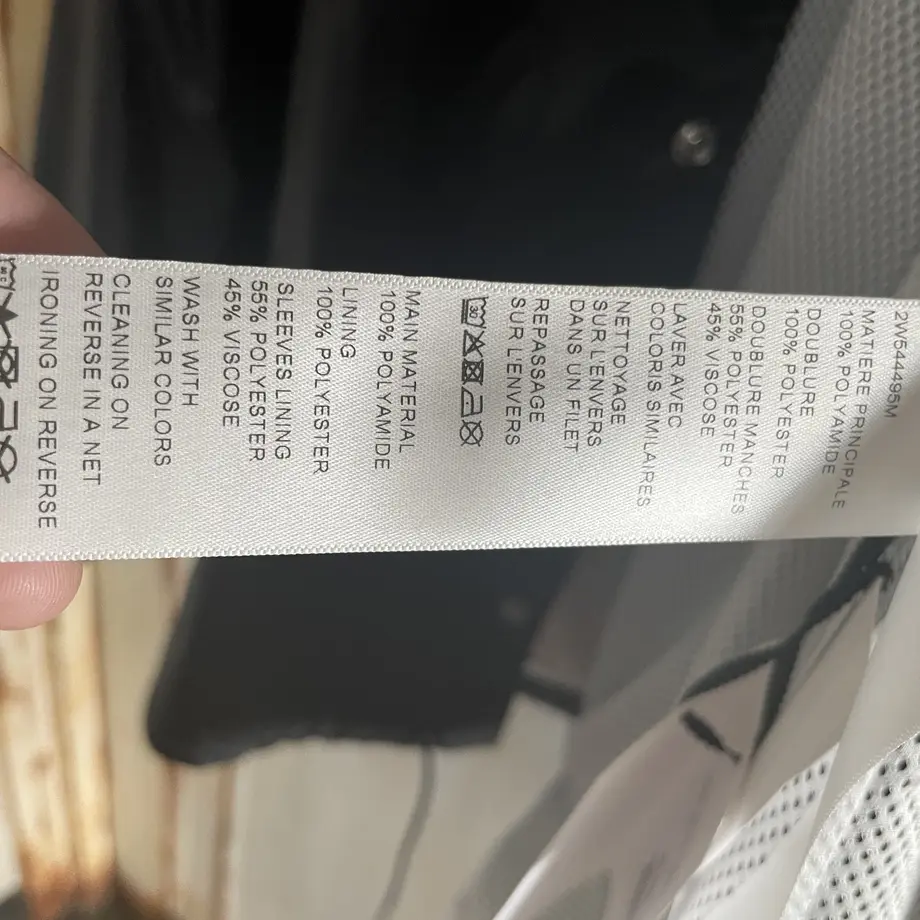 2W544495M
MATIERE PRINCIPALE
100% POLYAMIDE
DOUBLURE
100% POLYESTER
DOUBLURE MANCHES
55% POLYESTER
45% VISCOSE
LAVER AVEC
COLORIS SIMILAIRES
NETTOYAGE
SUR L'ENVERS
DANS UN FILET
REPASSAGE
SUR L'ENVERS
30
MAIN MATERIAL
100% POLYAMIDE
LINING
100% POLYESTER
SLEEVES LINING
55% POLYESTER
45% VISCOSE
WASH WITH
SIMILAR COLORS
CLEANING ON
REVERSE IN A NET
IRONING ON REVERSE